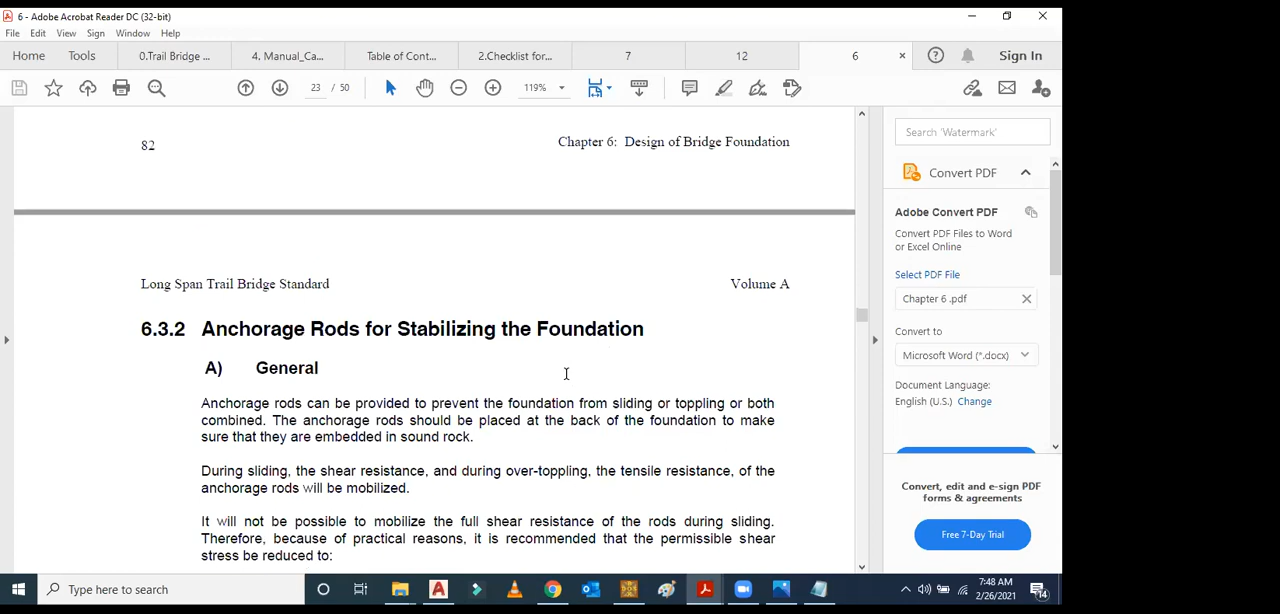 6 - Adobe Acrobat Reader DC (32-bit)
File Edit View Sign Window Help
Home Tools 0.Trail Bridge ... 4. Manual_Ca... Table of Cont... 2.Checklist for... 7 12 6 × Sign In
23 / 50 119%
82 Chapter 6: Design of Bridge Foundation
Long Span Trail Bridge Standard Volume A
6.3.2 Anchorage Rods for Stabilizing the Foundation
A) General
Anchorage rods can be provided to prevent the foundation from sliding or toppling or both
combined. The anchorage rods should be placed at the back of the foundation to make
sure that they are embedded in sound rock.
During sliding, the shear resistance, and during over-toppling, the tensile resistance, of the
anchorage rods will be mobilized.
It will not be possible to mobilize the full shear resistance of the rods during sliding.
Therefore, because of practical reasons, it is recommended that the permissible shear
stress be reduced to:
Search 'Watermark'
Convert PDF
Adobe Convert PDF
Convert PDF Files to Word
or Excel Online
Select PDF File
Chapter 6 .pdf
Convert to
Microsoft Word (*.docx)
Document Language:
English (U.S.) Change
Convert, edit and e-sign PDF
forms & agreements
Free 7-Day Trial
Type here to search
7:48 AM
2/26/2021
14